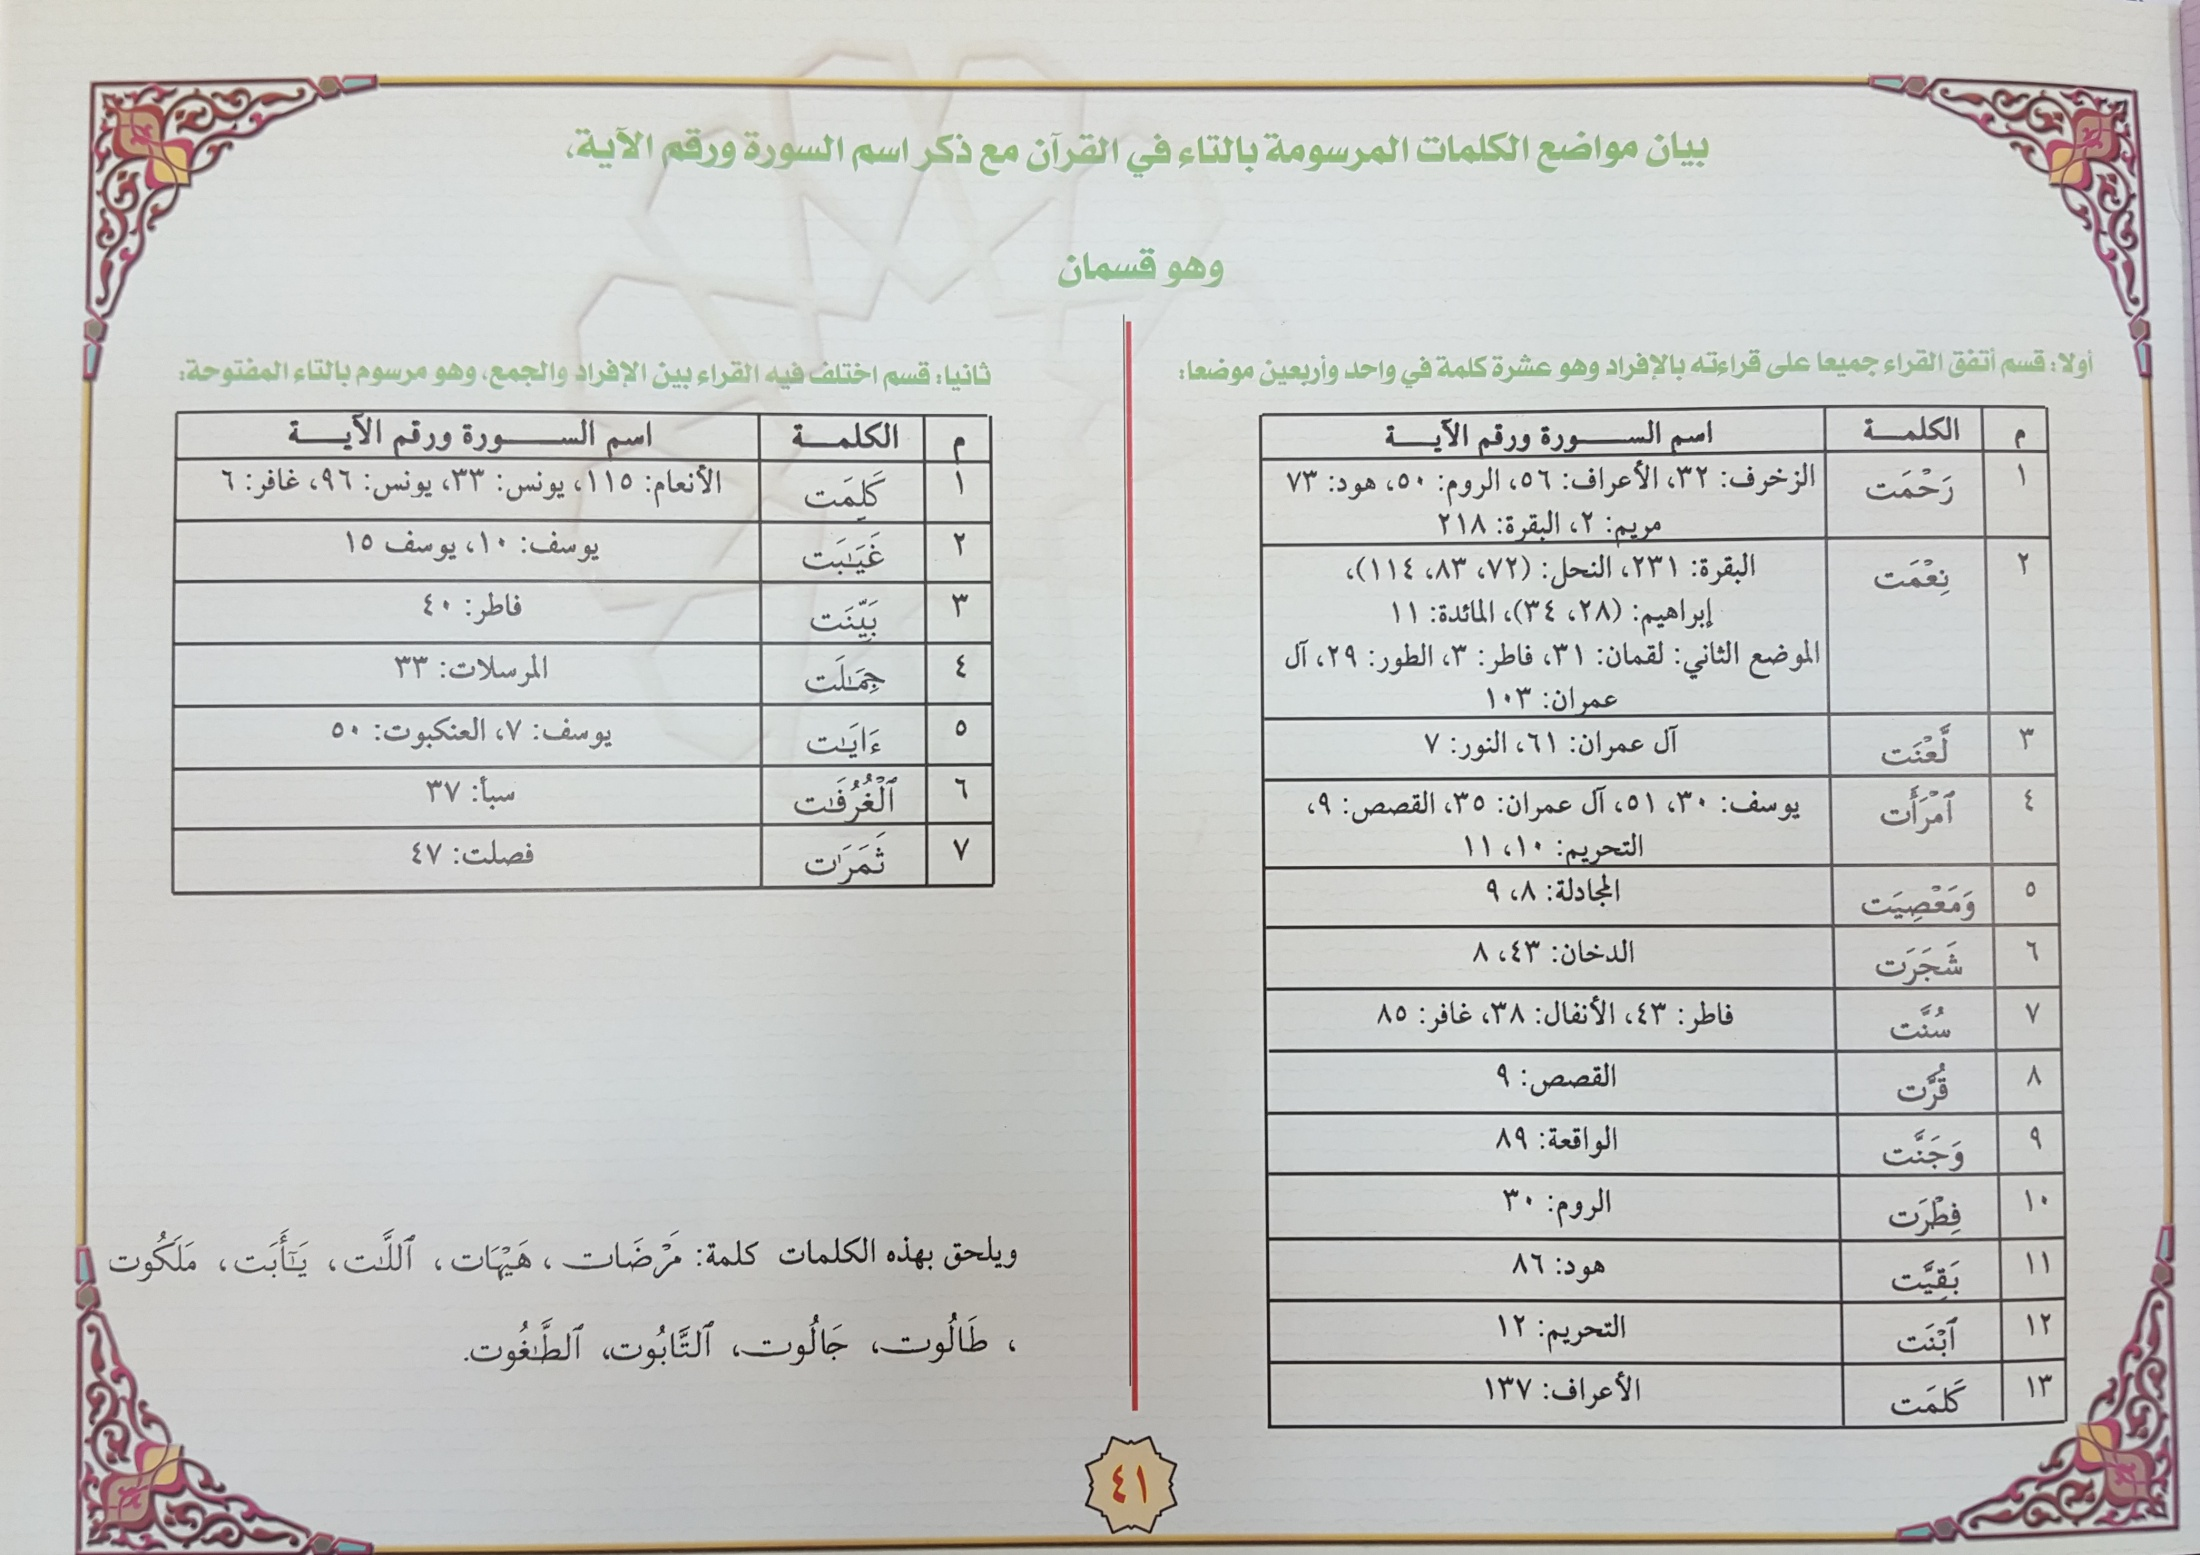 بيان مواضع الكلمات المرسومة بالتاء في القرآن مع ذكر اسم السورة ورقم الآية،
وهو قسمان
أولا: قسم أتفق القراء جميعا على قراءته بالإفراد وهو عشرة كلمة في واحد وأربعين موضعا:
م الكلمـــة اسم الســـــورة ورقم الآيـــة
١ رَحْمَت الزخرف: ٣٢، الأعراف: ٥٦، الروم: ٥٠، هود: ٧٣
مريم: ٢، البقرة: ٢١٨
٢ نِعْمَت البقرة: ٢٣١، النحل: (٧٢، ٨٣، ١١٤)،
إبراهيم: (٢٨، ٣٤)، المائدة: ١١
الموضع الثاني: لقمان: ٣١، فاطر: ٣، الطور: ٢٩، آل
عمران: ١٠٣
٣ لَّعْنَت آل عمران: ٦١، النور: ٧
٤ ٱمْرَأَت يوسف: ٣٠، ٥١، آل عمران: ٣٥، القصص: ٩،
التحريم: ١٠، ١١
٥ وَمَعْصِيَت المجادلة: ٨، ٩
٦ شَجَرَت الدخان: ٤٣، ٨
٧ سُنَّت فاطر: ٤٣، الأنفال: ٣٨، غافر: ٨٥
٨ قُرَّت القصص: ٩
٩ وَجَنَّت الواقعة: ٨٩
١٠ فِطْرَت الروم: ٣٠
١١ بَقِيَّت هود: ٨٦
١٢ ٱبْنَت التحريم: ١٢
١٣ كَلِمَت الأعراف: ١٣٧
ثانيا: قسم اختلف فيه القراء بين الإفراد والجمع، وهو مرسوم بالتاء المفتوحة:
م الكلمـــة اسم الســـــورة ورقم الآيـــة
١ كَلِمَت الأنعام: ١١٥، يونس: ٣٣، يونس: ٩٦، غافر: ٦
٢ غَيَـٰبَت يوسف: ١٠، يوسف ١٥
٣ بَيِّنَت فاطر: ٤٠
٤ جِمَـٰلَت المرسلات: ٣٣
٥ ءَايَـٰت يوسف: ٧، العنكبوت: ٥٠
٦ ٱلْغُرُفَـٰت سبأ: ٣٧
٧ ثَمَرَٰت فصلت: ٤٧
ويلحق بهذه الكلمات كلمة: مَرْضَات، هَيْهَات، ٱللَّـٰت، يَـٰٓأَبَت، مَلَكُوت
، طَالُوت، جَالُوت، ٱلتَّابُوت، ٱلطَّـٰغُوت.
٤١